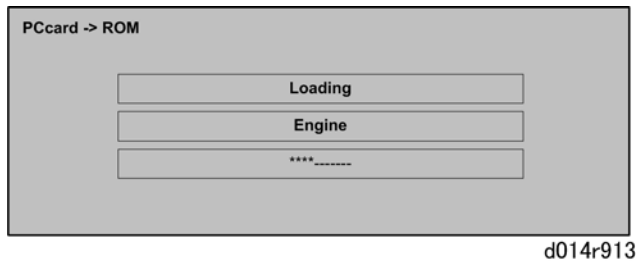 PCcard -> ROM
Loading
Engine
****-------
d014r913